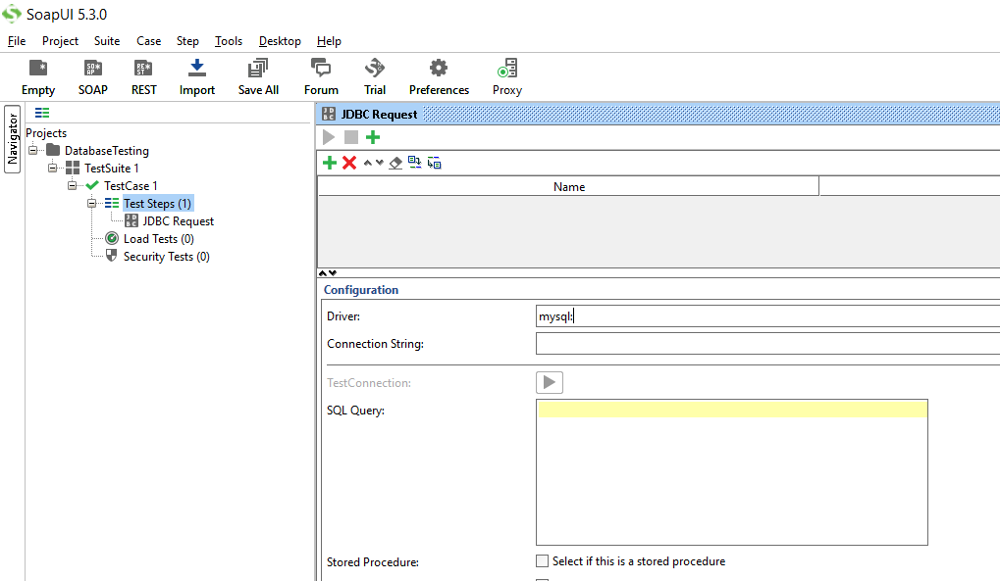 SoapUI 5.3.0
File Project Suite Case Step Tools Desktop Help
Empty SOAP REST Import Save All Forum Trial Preferences Proxy
Navigator
Projects
DatabaseTesting
TestSuite 1
TestCase 1
Test Steps (1)
JDBC Request
Load Tests (0)
Security Tests (0)
JDBC Request
Name
Configuration
Driver: mysql:
Connection String:
TestConnection:
SQL Query:
Stored Procedure: Select if this is a stored procedure